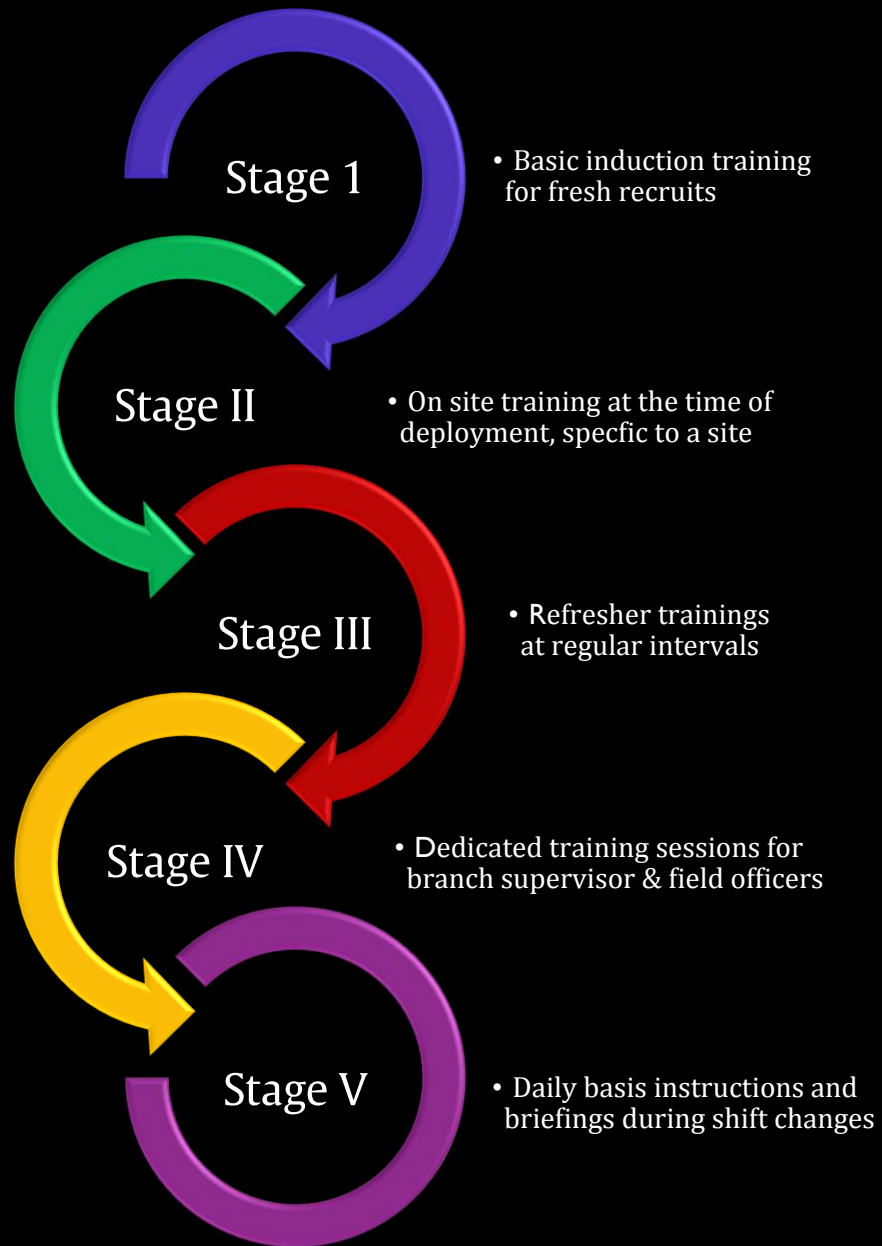 Stage 1
• Basic induction training
for fresh recruits
Stage II
• On site training at the time of
deployment, specfic to a site
Stage III
• Refresher trainings
at regular intervals
Stage IV
• Dedicated training sessions for
branch supervisor & field officers
Stage V
• Daily basis instructions and
briefings during shift changes